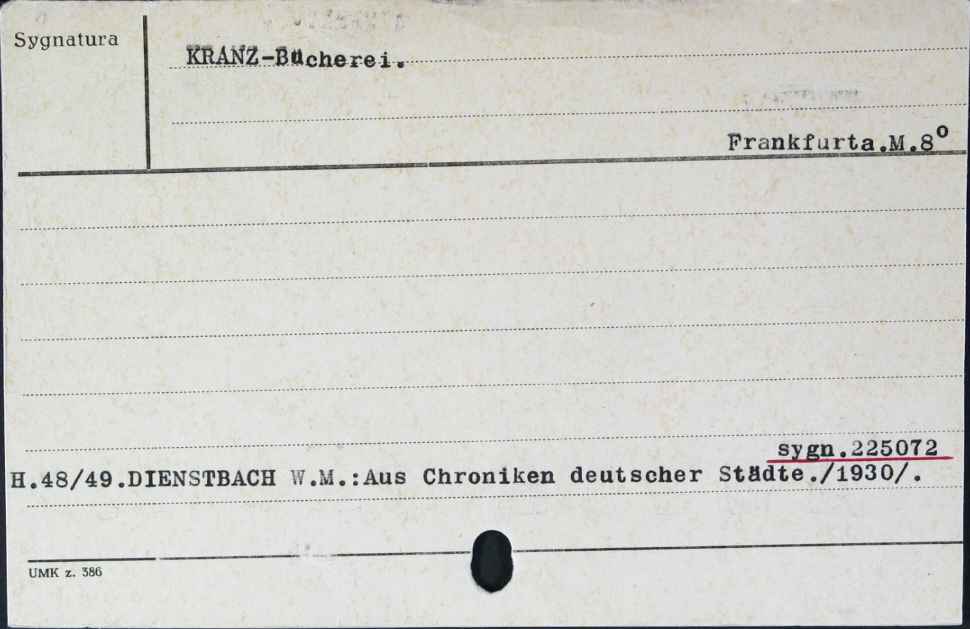 Sygnatura
KRANZ-Bücherei.
Frankfurta.M.8°
sygn.225072
H.48/49.DIENSTBACH W.M.:Aus Chroniken deutscher Städte./1930/.
UMK z. 386